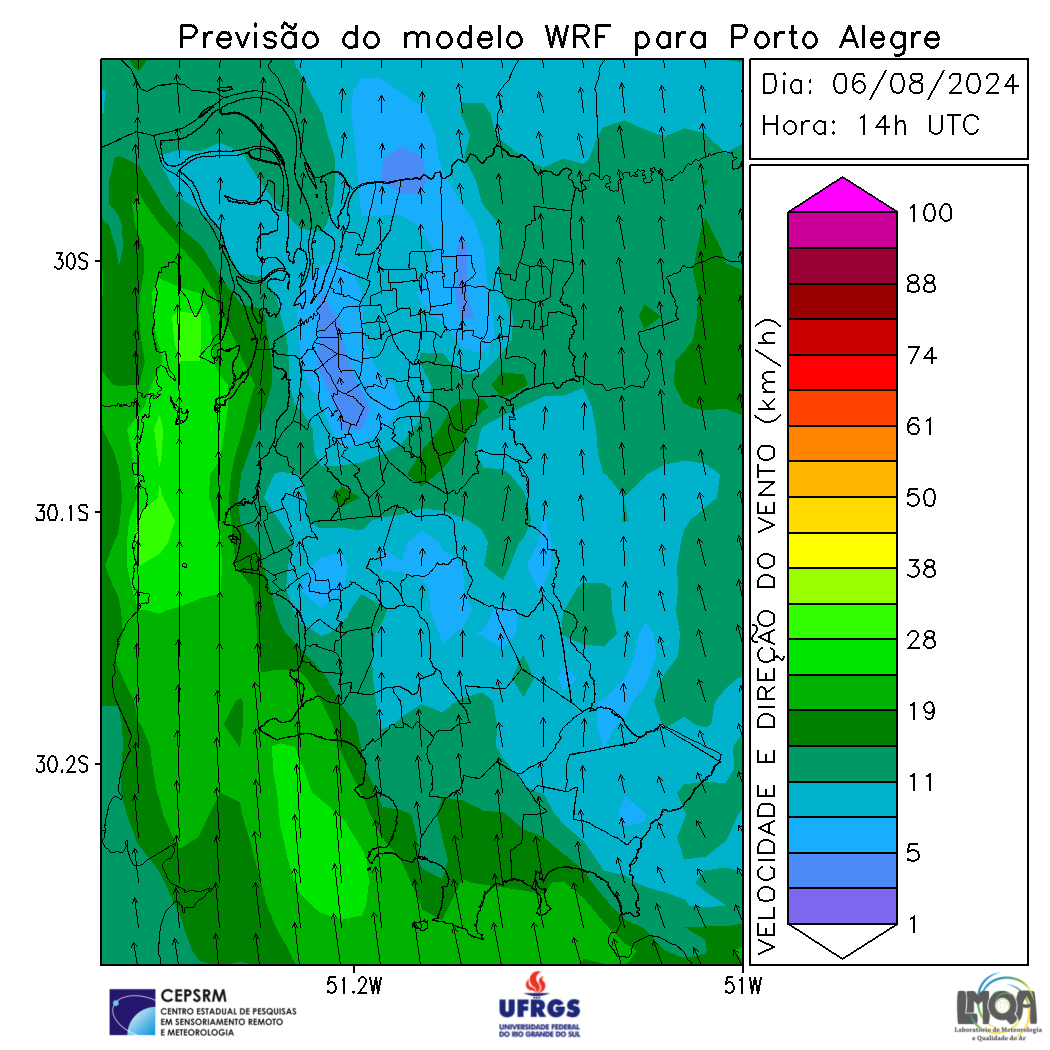 Previsão do modelo WRF para Porto Alegre
Dia: 06/08/2024
Hora: 14h UTC
30S
30.1S
30.2S
51.2W
51W
VELOCIDADE E DIREÇÃO DO VENTO (km/h)
100
88
74
61
50
38
28
19
11
5
1
CEPSRM
CENTRO ESTADUAL DE PESQUISAS
EM SENSORIAMENTO REMOTO
E METEOROLOGIA
UFRGS
UNIVERSIDADE FEDERAL
DO RIO GRANDE DO SUL
LMQA
Laboratório de Meteorologia
e Qualidade do Ar